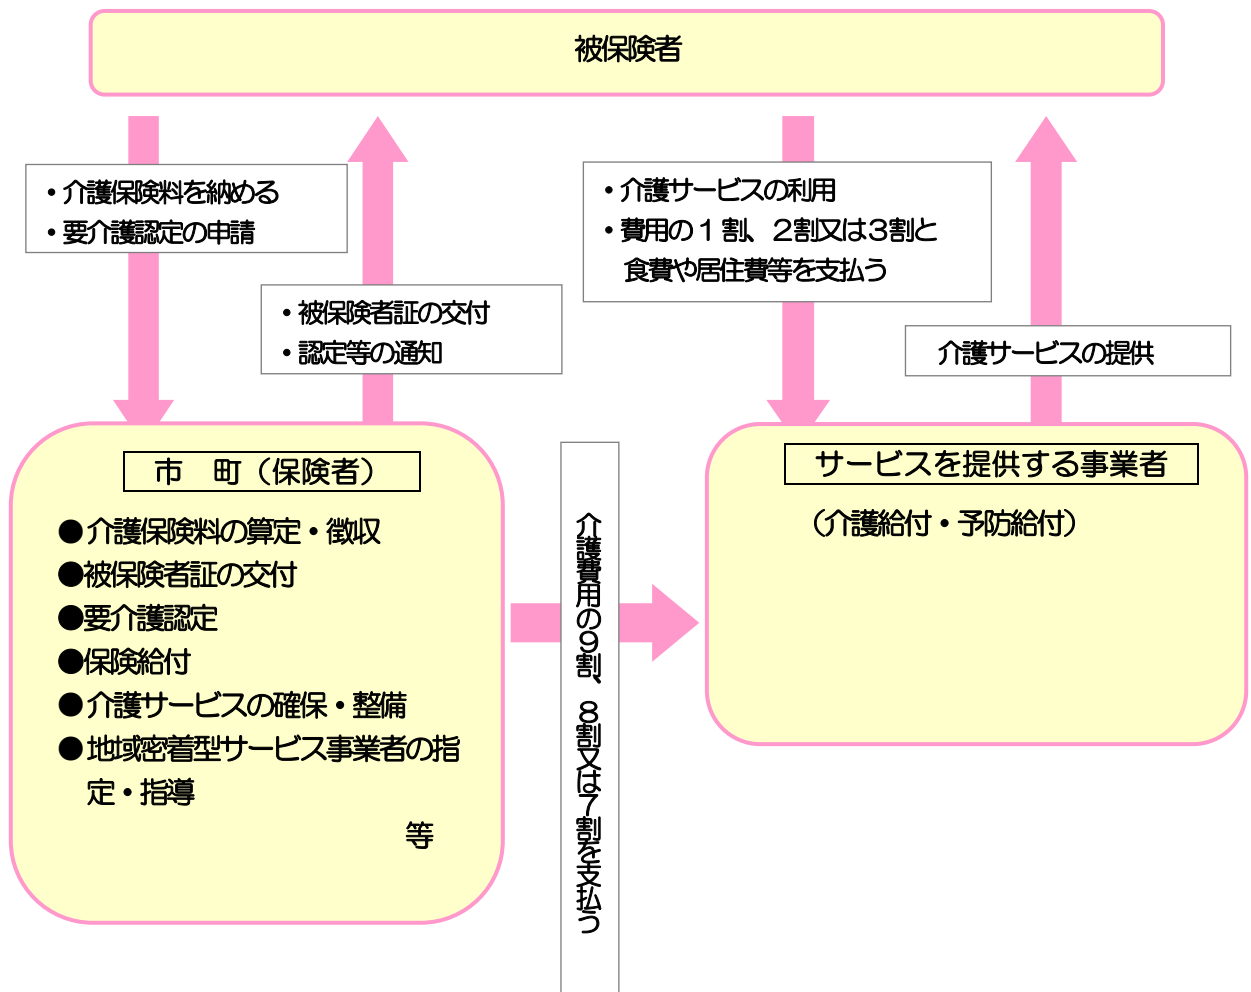 被保険者
・介護保険料を納める
・要介護認定の申請
・被保険者証の交付
・認定等の通知
・介護サービスの利用
・費用の1割、2割又は3割と
食費や居住費等を支払う
介護サービスの提供
市　町（保険者）
●介護保険料の算定・徴収
●被保険者証の交付
●要介護認定
●保険給付
●介護サービスの確保・整備
●地域密着型サービス事業者の指
定・指導
等
介護費用の9割、8割又は7割を支払う
サービスを提供する事業者
（介護給付・予防給付）